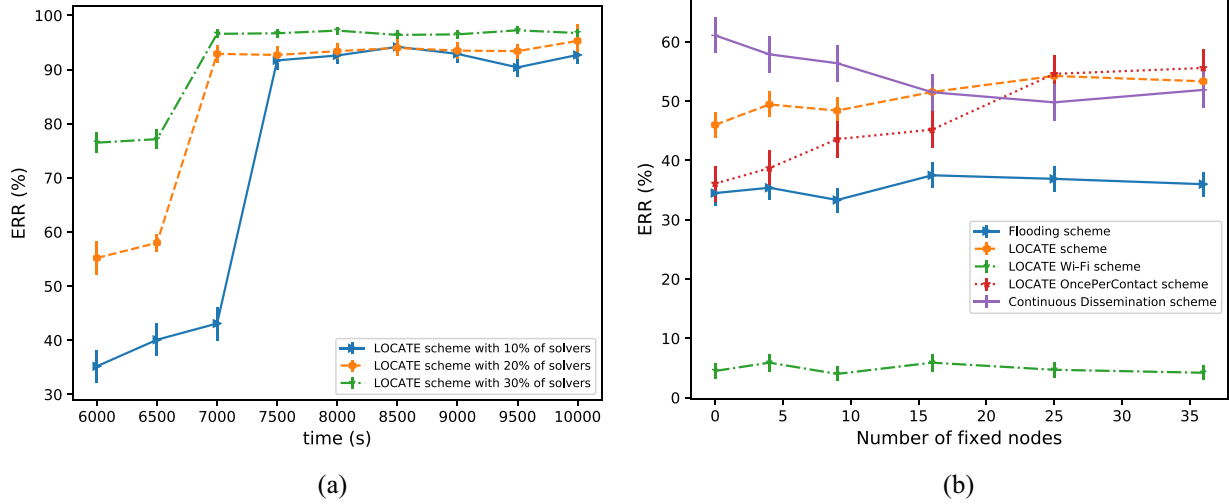 100
90
80
70
60
50
40
30
ERR (%)
6000 6500 7000 7500 8000 8500 9000 9500 10000
time (s)
LOCATE scheme with 10% of solvers
LOCATE scheme with 20% of solvers
LOCATE scheme with 30% of solvers
(a)
60
50
40
30
20
10
0
ERR (%)
0 5 10 15 20 25 30 35
Number of fixed nodes
Flooding scheme
LOCATE scheme
LOCATE Wi-Fi scheme
LOCATE OncePerContact scheme
Continuous Dissemination scheme
(b)